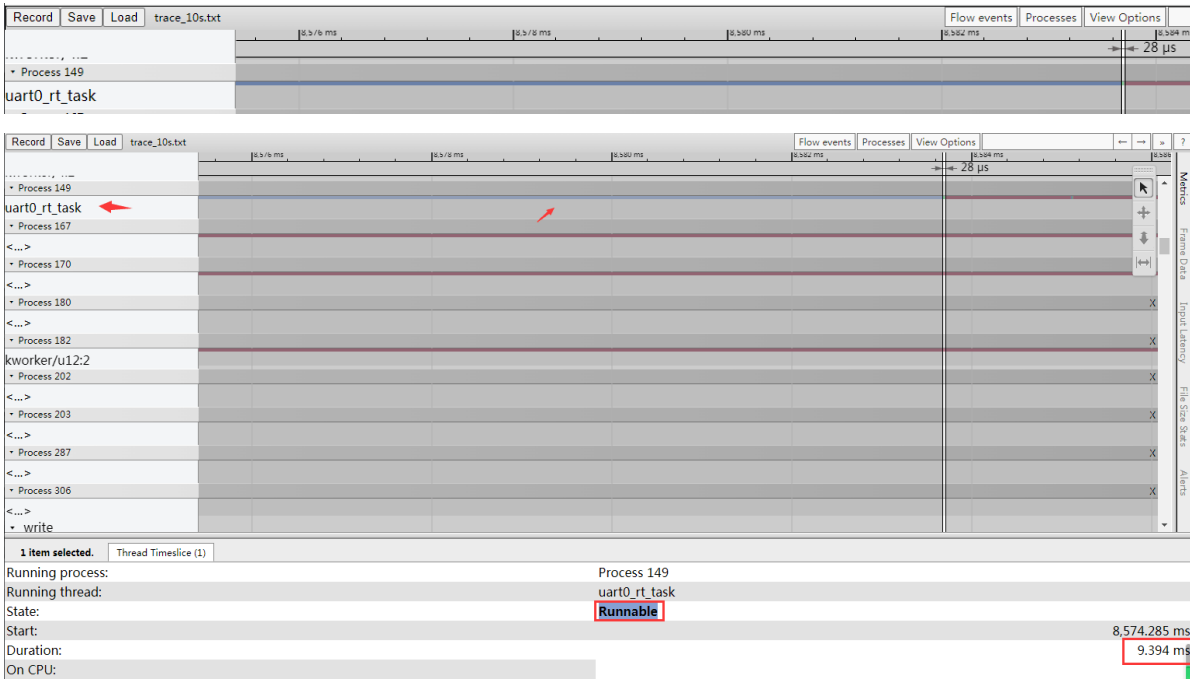 Record Save Load trace_10s.txt Flow events Processes View Options
8,576 ms 8,578 ms 8,580 ms 8,582 ms 8,584 m
28 µs
Process 149
uart0_rt_task
Record Save Load trace_10s.txt Flow events Processes View Options ← → » ?
8,576 ms 8,578 ms 8,580 ms 8,582 ms 8,584 ms 8,586
28 µs
Process 149
uart0_rt_task
Process 167
<...>
Process 170
<...>
Process 180 X
<...>
Process 182 X
kworker/u12:2
Process 202 X
<...>
Process 203 X
<...>
Process 287 X
<...>
Process 306 X
<...>
write
Metrics
Frame Data
Input Latency
File Size Stats
Alerts
1 item selected. Thread Timeslice (1)
Running process: Process 149
Running thread: uart0_rt_task
State: Runnable
Start: 8,574.285 ms
Duration: 9.394 ms
On CPU: